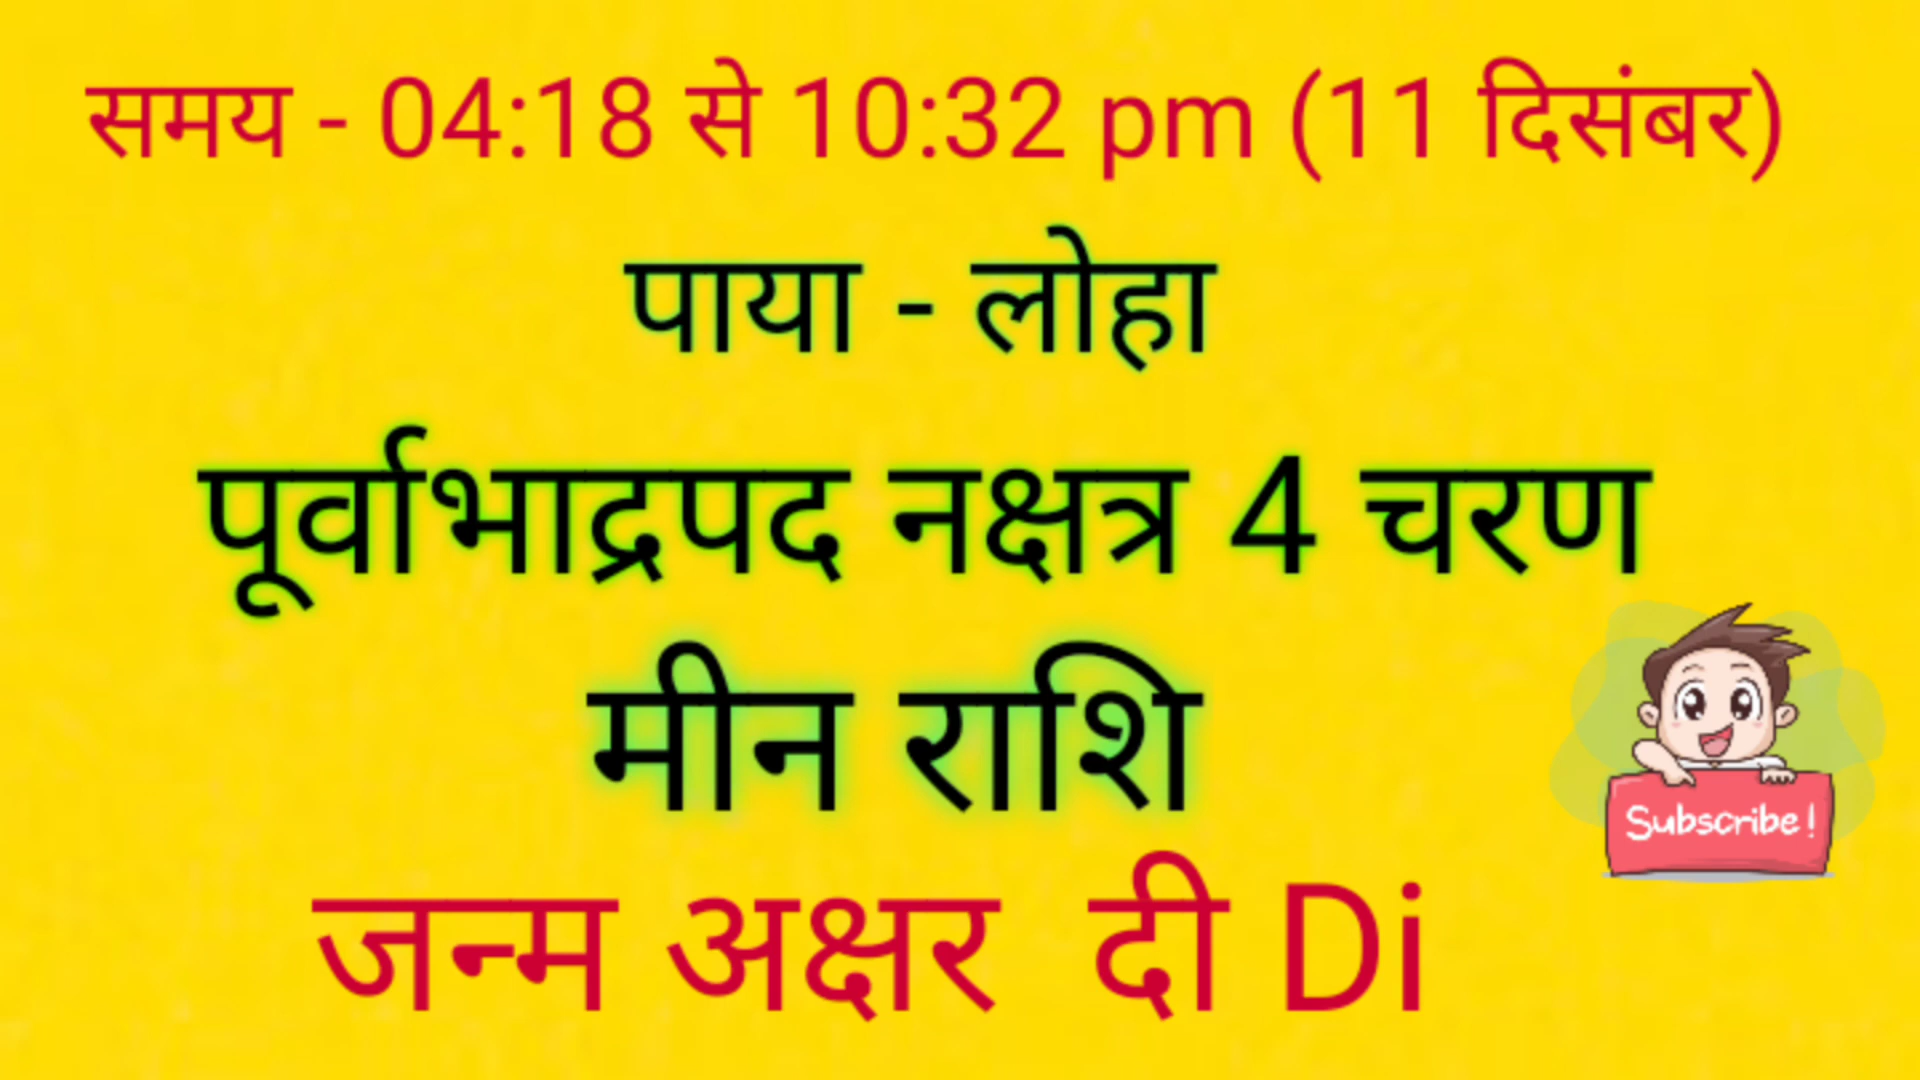 समय - 04:18 से 10:32 pm (11 दिसंबर)
पाया - लोहा
पूर्वाभाद्रपद नक्षत्र 4 चरण
मीन राशि
Subscribe!
जन्म अक्षर  दी Di